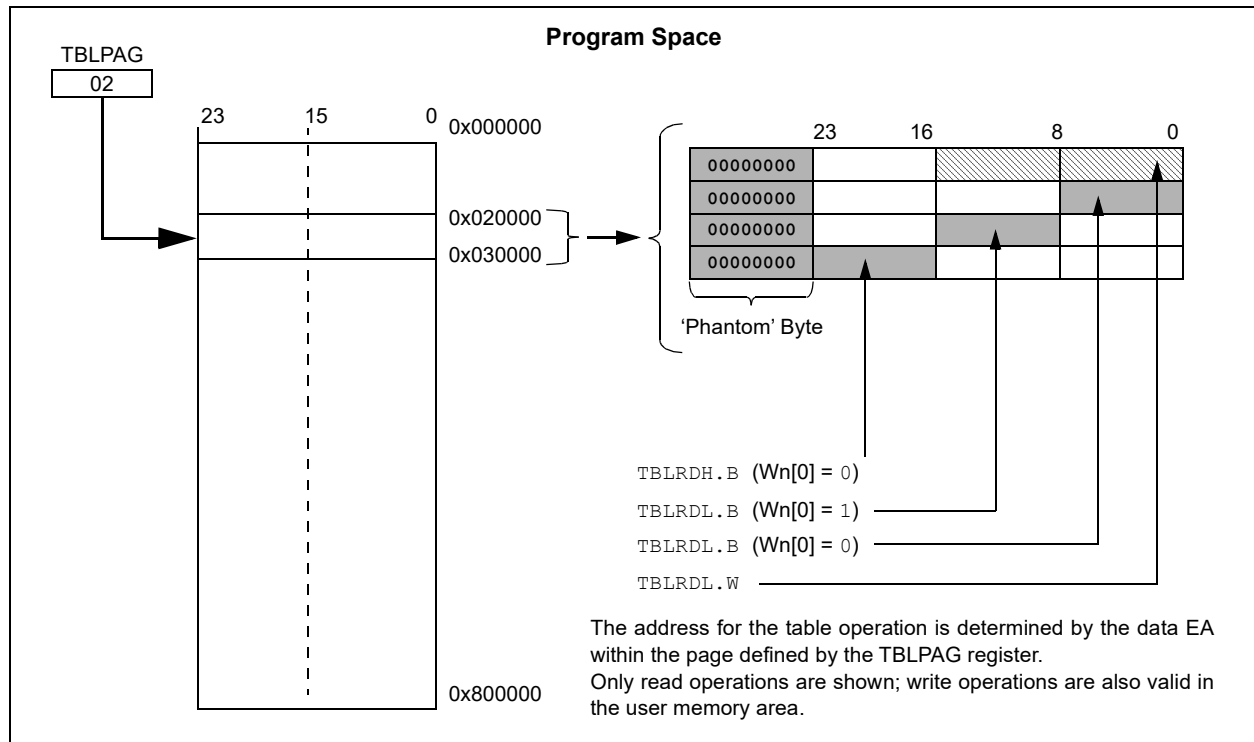 Program Space
TBLPAG
02
23 15 0
0x000000
0x020000
0x030000
0x800000
23 16 8 0
00000000
00000000
00000000
00000000
‘Phantom’ Byte
TBLRDH.B (Wn[0] = 0)
TBLRDL.B (Wn[0] = 1)
TBLRDL.B (Wn[0] = 0)
TBLRDL.W
The address for the table operation is determined by the data EA
within the page defined by the TBLPAG register.
Only read operations are shown; write operations are also valid in
the user memory area.